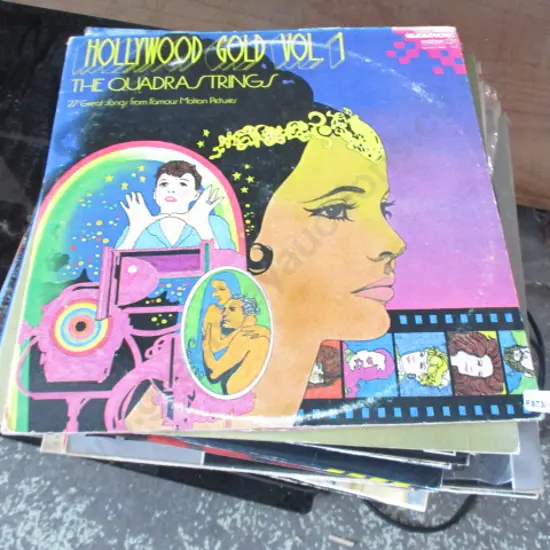 HOLLYWOOD GOLD VOL. 1
THE QUADRASTRINGS
27 Great Songs from Famous Motion Pictures